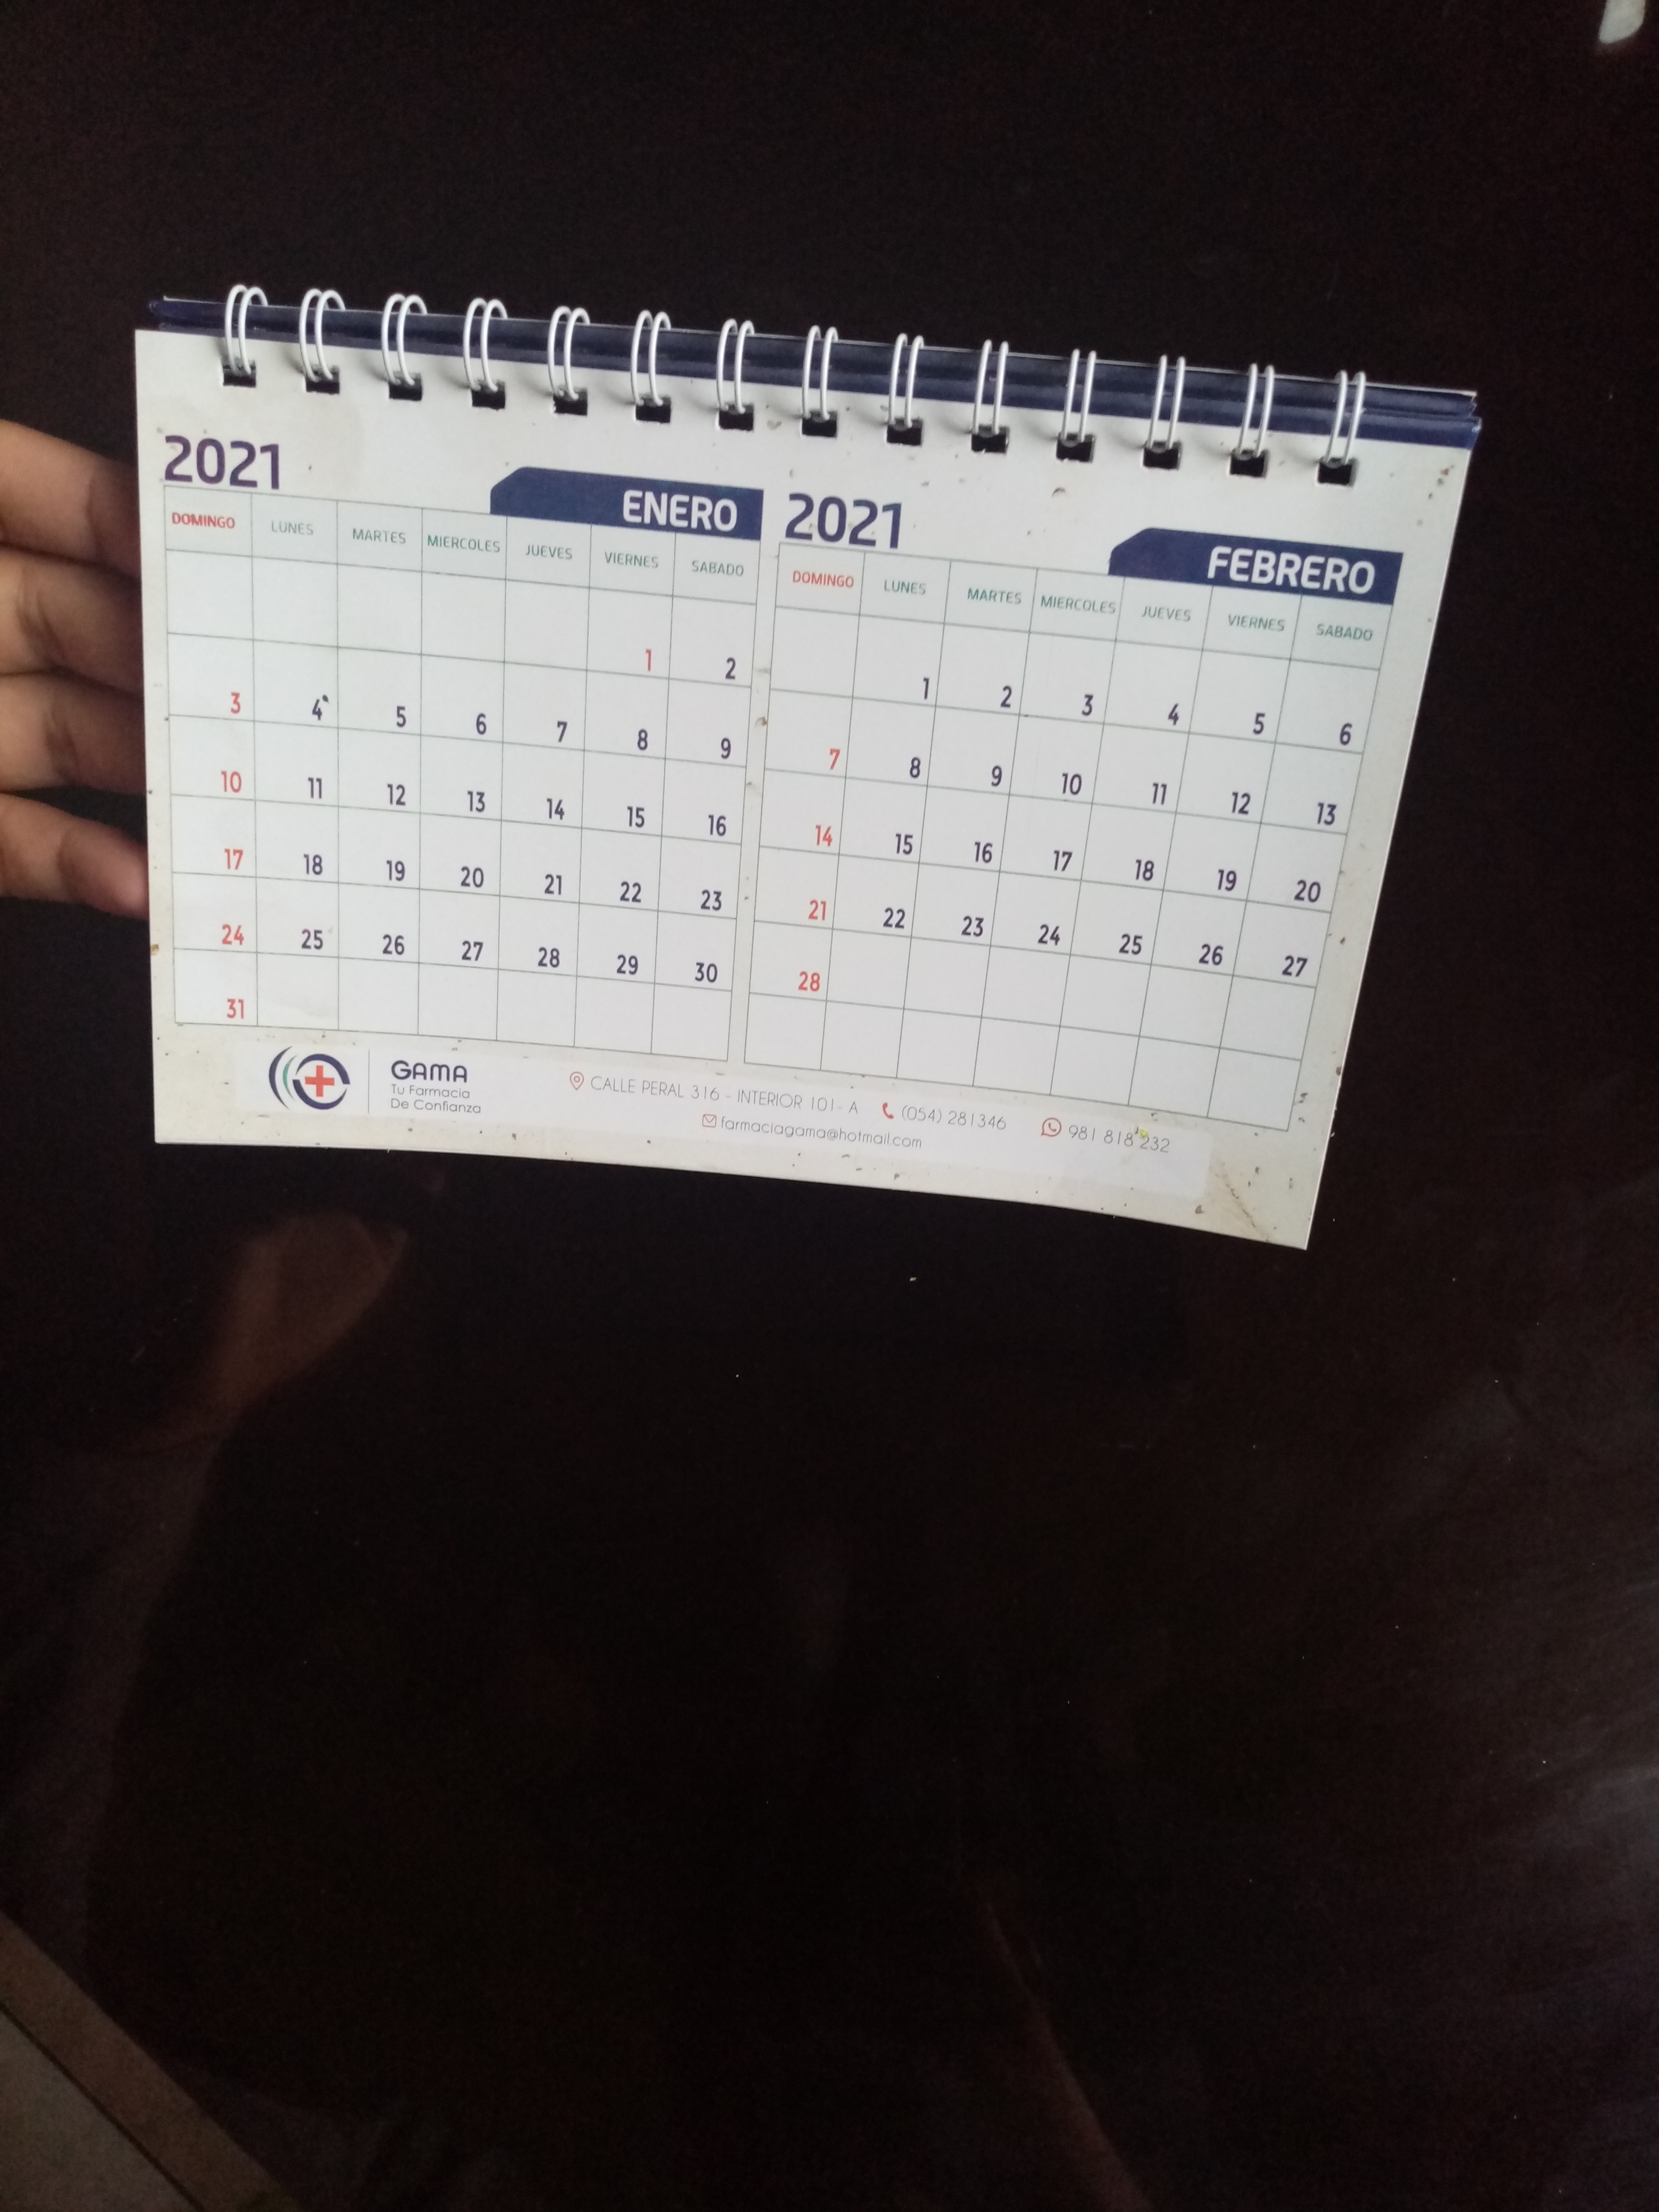 2021
ENERO
DOMINGO LUNES MARTES MIERCOLES JUEVES VIERNES SABADO
1 2
3 4 5 6 7 8 9
10 11 12 13 14 15 16
17 18 19 20 21 22 23
24 25 26 27 28 29 30
31
2021
FEBRERO
DOMINGO LUNES MARTES MIERCOLES JUEVES VIERNES SABADO
1 2 3 4 5 6
7 8 9 10 11 12 13
14 15 16 17 18 19 20
21 22 23 24 25 26 27
28
GAMA
Tu Farmacia
De Confianza
CALLE PERAL 316 - INTERIOR 101- A (054) 281346 981 818 232
farmaciagama@hotmail.com